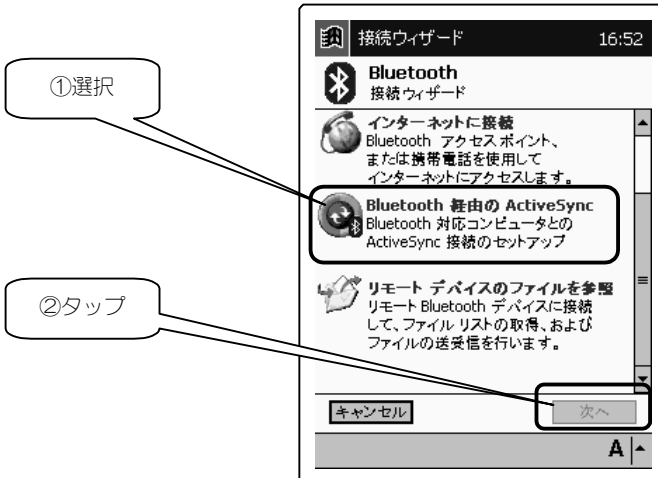 接続ウィザード 16:52
Bluetooth
接続ウィザード
①選択
インターネットに接続
Bluetooth アクセス ポイント、
または携帯電話を使用して
インターネットにアクセスします。
Bluetooth 経由の ActiveSync
Bluetooth 対応コンピュータとの
ActiveSync 接続のセットアップ
②タップ
リモート デバイスのファイルを参照
リモート Bluetooth デバイスに接続
して、ファイル リストの取得、および
ファイルの送受信を行います。
キャンセル 次へ
A